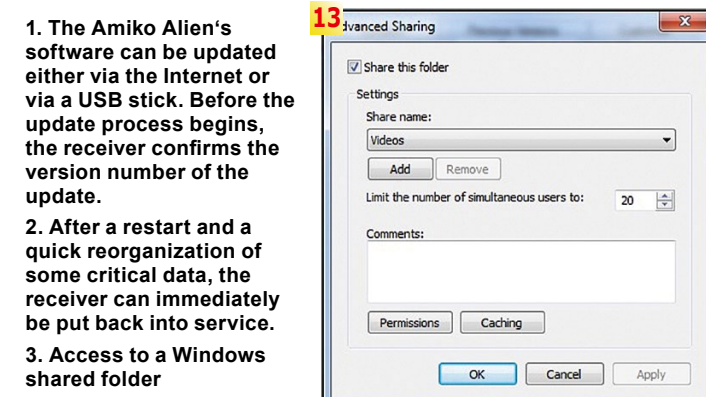 1. The Amiko Alien‘s
software can be updated
either via the Internet or
via a USB stick. Before the
update process begins,
the receiver confirms the
version number of the
update.
2. After a restart and a
quick reorganization of
some critical data, the
receiver can immediately
be put back into service.
3. Access to a Windows
shared folder
13
dvanced Sharing
Share this folder
Settings
Share name:
Videos
Add Remove
Limit the number of simultaneous users to: 20
Comments:
Permissions Caching
OK Cancel Apply